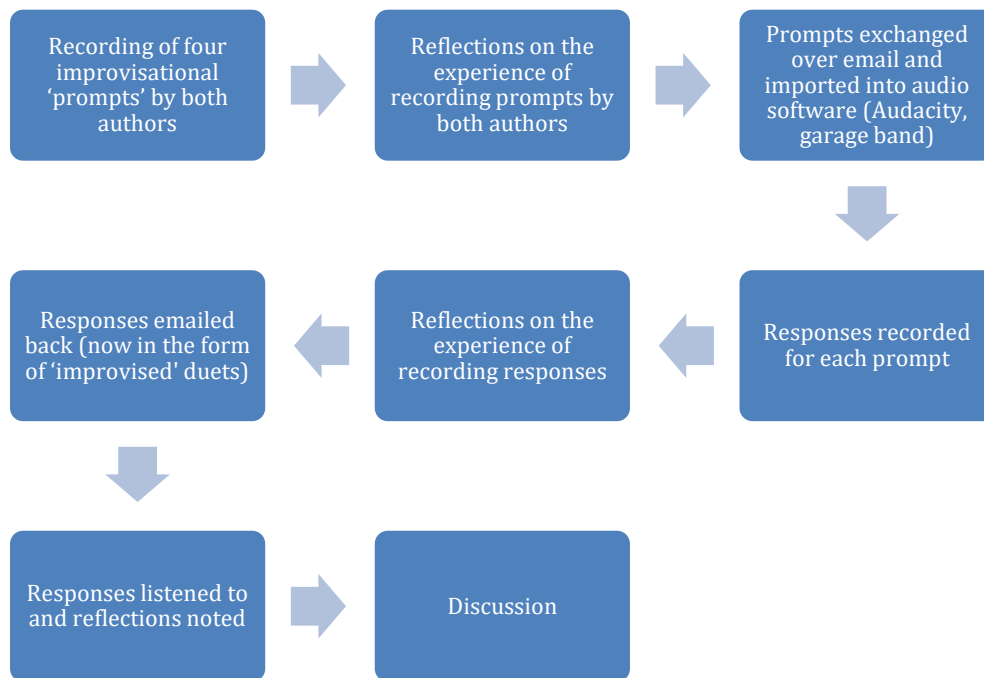 Recording of four
improvisational
‘prompts’ by both
authors
Reflections on the
experience of
recording prompts by
both authors
Prompts exchanged
over email and
imported into audio
software (Audacity,
garage band)
Responses recorded
for each prompt
Reflections on the
experience of
recording responses
Responses emailed
back (now in the form
of ‘improvised' duets)
Responses listened to
and reflections noted
Discussion